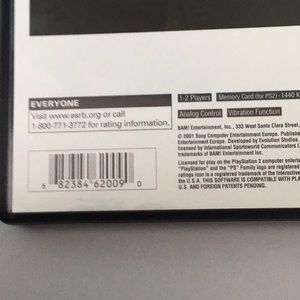 EVERYONE
Visit www.esrb.org or call
1-800-771-3772 for rating information.
6 82384 62009 0
1-2 Players
Memory Card (for PS2)- 1440 K
Analog Control
Vibration Function
BAM! Entertainment, Inc., 333 West Santa Clara Street,
© 2001 Sony Computer Entertainment Europe. Publishe
Entertainment Europe. Developed by Evolution Studios.
licensed by International Sportsworld Communicators L
trademarks of BAM! Entertainment Inc.
Licensed for play on the PlayStation 2 computer entertai
"PlayStation" and the "PS" Family logo are registered
ratings icon is a registered trademark of the Interactive
the U.S.A. THIS SOFTWARE IS COMPATIBLE WITH PLA
U.S. AND FOREIGN PATENTS PENDING.